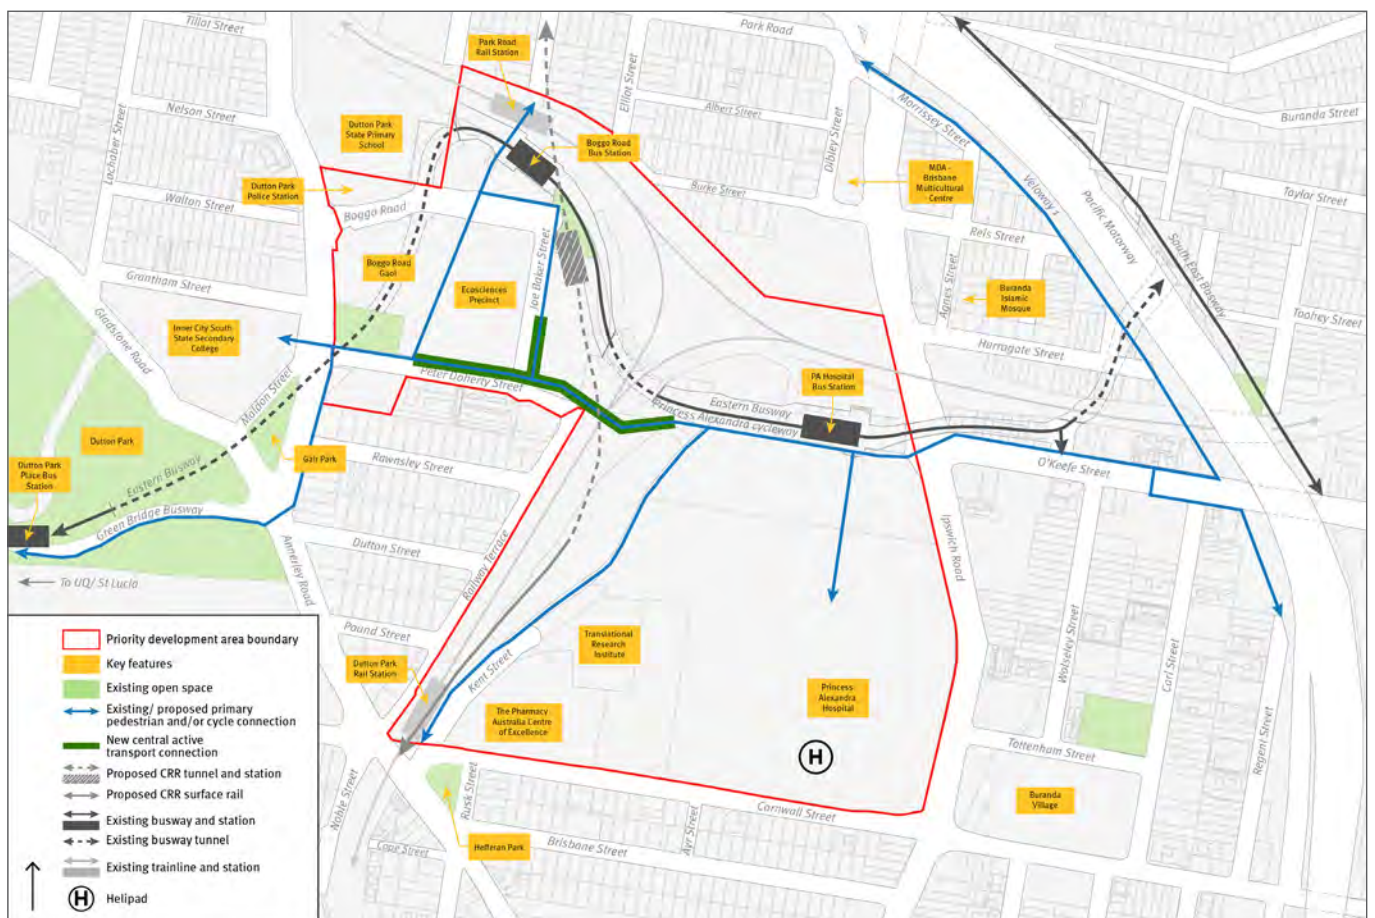 Tillot Street
Park Road
Park Road
Rail Station
Elliot Street
Albert Street
Morrissey Street
Buranda Street
Lochaber Street
Nelson Street
Dutton Park
State Primary
School
Boggo Road
Bus Station
Dibley Street
Burke Street
MDA -
Brisbane
Multicultural
Centre
Veloway 1
Pacific Motorway
South East Busway
Taylor Street
Walton Street
Dutton Park
Police Station
Boggo Road
Reis Street
Boggo Road
Gaol
Ecosciences
Precinct
Joe Baker Street
Agnes Street
Buranda
Islamic
Mosque
Toohey Street
Grantham Street
Gladstone Road
Inner City South
State Secondary
College
Hurragate Street
Maldon Street
Peter Doherty Street
PA Hospital
Bus Station
Eastern Busway
Princess Alexandra cycleway
Dutton Park
Gair Park
Rawnsley Street
O'Keefe Street
Dutton Park
Place Bus
Station
Eastern Busway
Green Bridge Busway
Annerley Road
Dutton Street
Railway Terrace
Ipswich Road
To UQ/ St Lucia
Pound Street
Kent Street
Translational
Research
Institute
Dutton Park
Rail Station
Princess
Alexandra
Hospital
Wolseley Street
Carl Street
Regent Street
The Pharmacy
Australia Centre
of Excellence
H
Tottenham Street
Noble Street
Rusk Street
Cornwall Street
Ayr Street
Buranda
Village
Cope Street
Hefferan Park
Brisbane Street
Priority development area boundary
Key features
Existing open space
Existing/ proposed primary
pedestrian and/or cycle connection
New central active
transport connection
Proposed CRR tunnel and station
Proposed CRR surface rail
Existing busway and station
Existing busway tunnel
Existing trainline and station
H Helipad